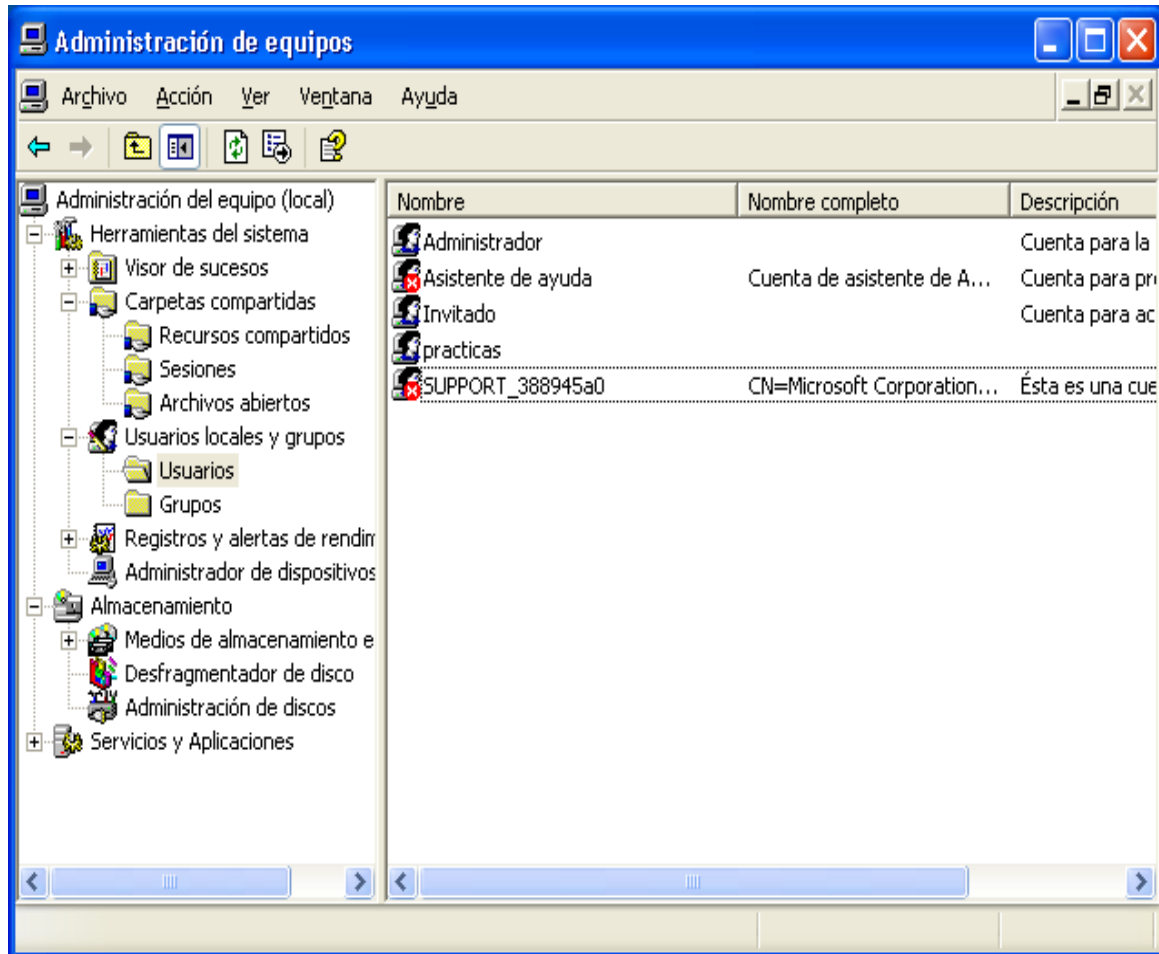 Administración de equipos
Archivo Acción Ver Ventana Ayuda
Administración del equipo (local)
Herramientas del sistema
Visor de sucesos
Carpetas compartidas
Recursos compartidos
Sesiones
Archivos abiertos
Usuarios locales y grupos
Usuarios
Grupos
Registros y alertas de rendim
Administrador de dispositivos
Almacenamiento
Medios de almacenamiento e
Desfragmentador de disco
Administración de discos
Servicios y Aplicaciones
Nombre Nombre completo Descripción
Administrador Cuenta para la
Asistente de ayuda Cuenta de asistente de A... Cuenta para pr
Invitado Cuenta para ac
practicas
SUPPORT_388945a0 CN=Microsoft Corporation... Ésta es una cue